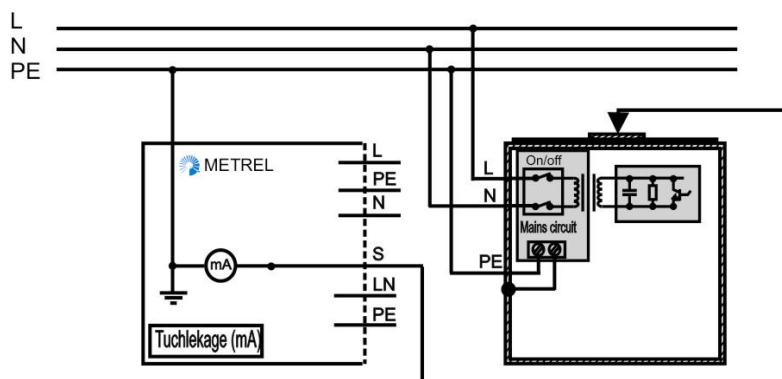 L
N
PE
METREL
L
PE
N
S
LN
PE
mA
Tuchlekage (mA)
L
N
PE
On/off
Mains circuit